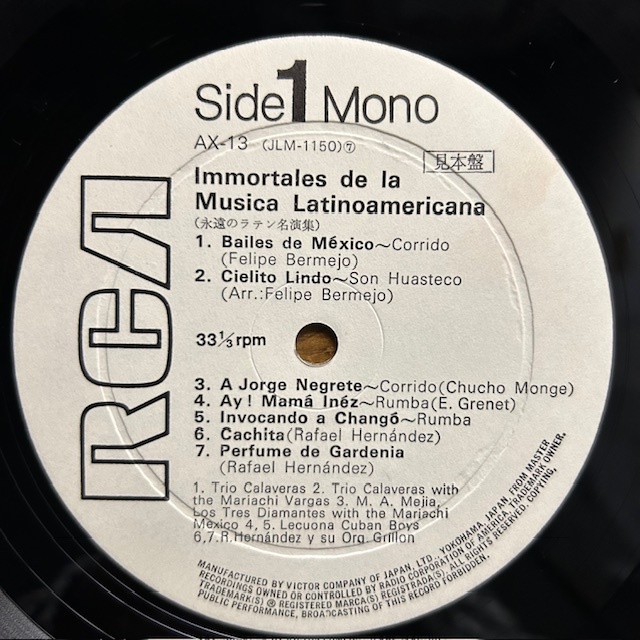 Side 1 Mono
AX-13 (JLM-1150)⑦
見本盤
Immortales de la
Musica Latinoamericana
(永遠のラテン名演集)
1. Bailes de México~Corrido
(Felipe Bermejo)
2. Cielito Lindo~Son Huasteco
(Arr.:Felipe Bermejo)
33⅓ rpm
RCA
3. A Jorge Negrete~Corrido(Chucho Monge)
4. Ay! Mamá Inéz~Rumba(E. Grenet)
5. Invocando a Changó~Rumba
6. Cachita(Rafael Hernández)
7. Perfume de Gardenia
(Rafael Hernández)
1. Trio Calaveras 2. Trio Calaveras with
the Mariachi Vargas 3. M. A. Mejia,
Los Tres Diamantes with the Mariachi
Mexico 4, 5. Lecuona Cuban Boys
6,7.R.Hernández y su Orq. Grillon
MANUFACTURED BY VICTOR COMPANY OF JAPAN, LTD., YOKOHAMA JAPAN, FROM MASTER
RECORDINGS OWNED OR CONTROLLED BY RADIO CORPORATION OF AMERICA, TRADEMARK OWNER.
TRADEMARK(S) ® REGISTERED MARCA(S) REGISTRADA(S) ALL RIGHTS RESERVED. COPYING,
PUBLIC PERFORMANCE, BROADCASTING OF THIS RECORD FORBIDDEN.